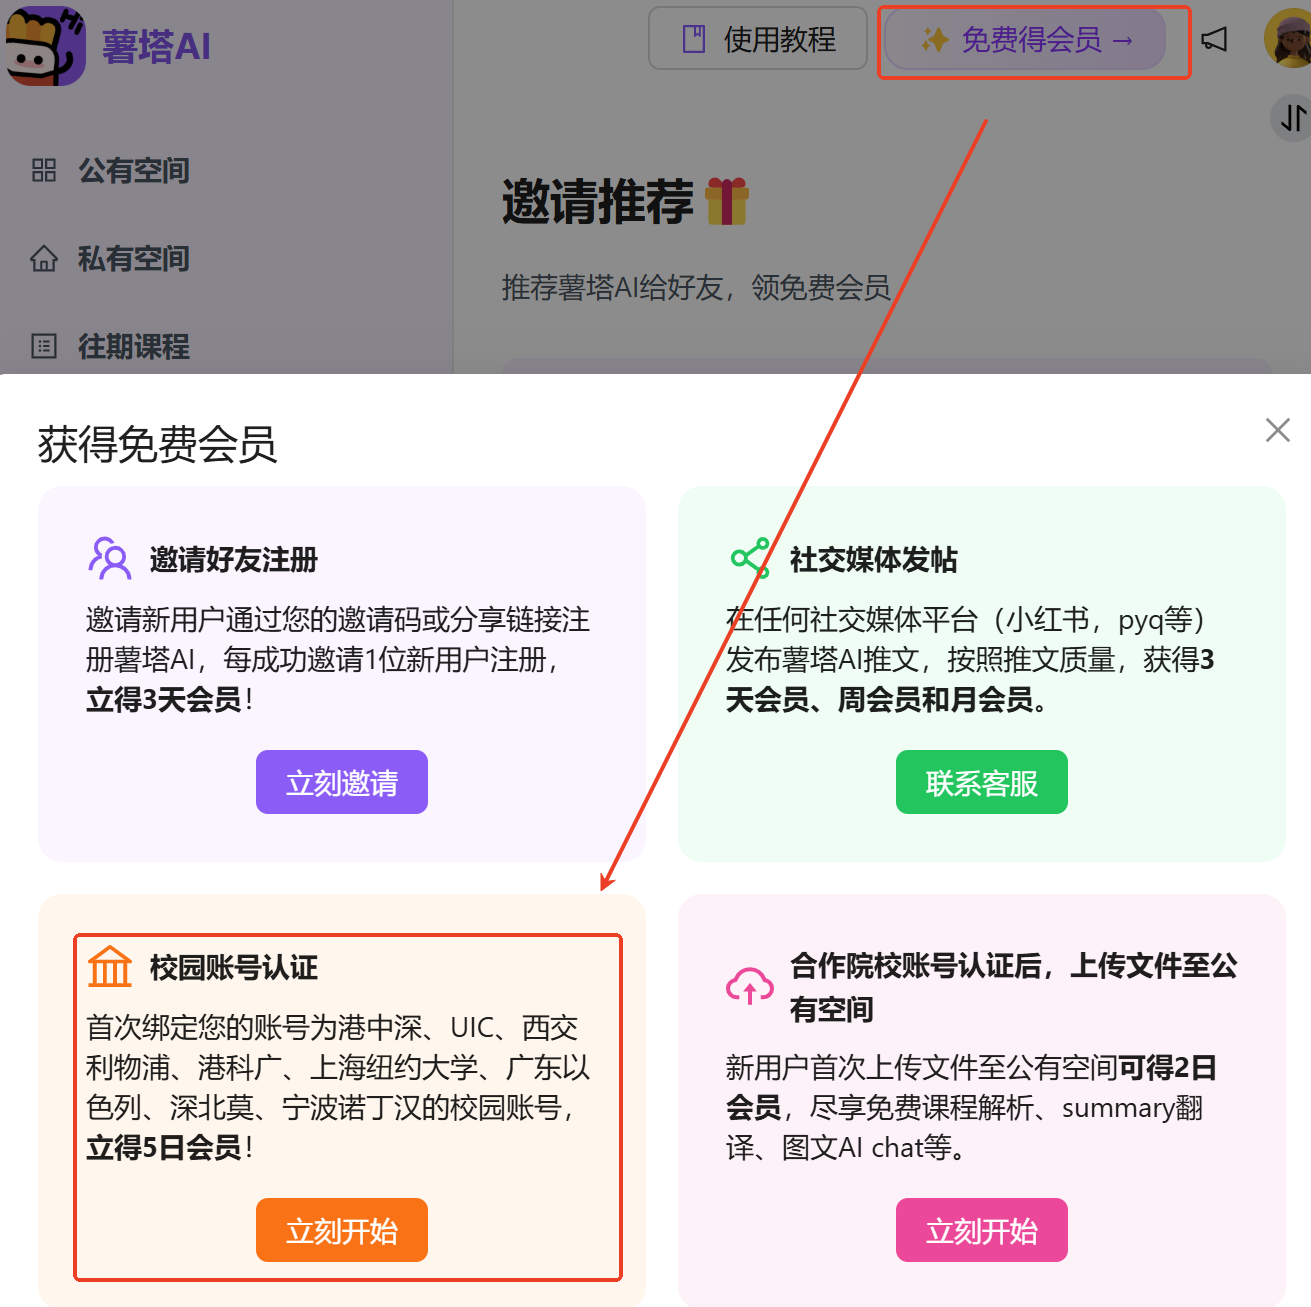 Hi
薯塔AI
使用教程
免费得会员 →
公有空间
私有空间
往期课程
邀请推荐
推荐薯塔AI给好友，领免费会员
获得免费会员
邀请好友注册
邀请新用户通过您的邀请码或分享链接注
册薯塔AI，每成功邀请1位新用户注册，
立得3天会员！
立刻邀请
社交媒体发帖
在任何社交媒体平台（小红书，pyq等）
发布薯塔AI推文，按照推文质量，获得3
天会员、周会员和月会员。
联系客服
校园账号认证
首次绑定您的账号为港中深、UIC、西交
利物浦、港科广、上海纽约大学、广东以
色列、深北莫、宁波诺丁汉的校园账号，
立得5日会员！
立刻开始
合作院校账号认证后，上传文件至公
有空间
新用户首次上传文件至公有空间可得2日
会员，尽享免费课程解析、summary翻
译、图文AI chat等。
立刻开始